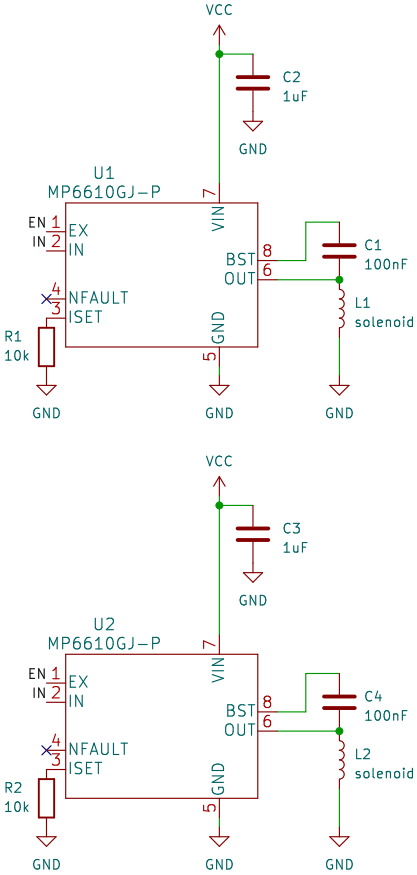 VCC
C2
1uF
GND
U1
MP6610GJ-P
7
VIN
EN 1 EX
IN 2 IN
BST 8
OUT 6
C1
100nF
4 NFAULT
3 ISET
L1
solenoid
R1
10k
GND
5
GND
GND
GND
VCC
C3
1uF
GND
U2
MP6610GJ-P
7
VIN
EN 1 EX
IN 2 IN
BST 8
OUT 6
C4
100nF
4 NFAULT
3 ISET
L2
solenoid
R2
10k
GND
5
GND
GND
GND